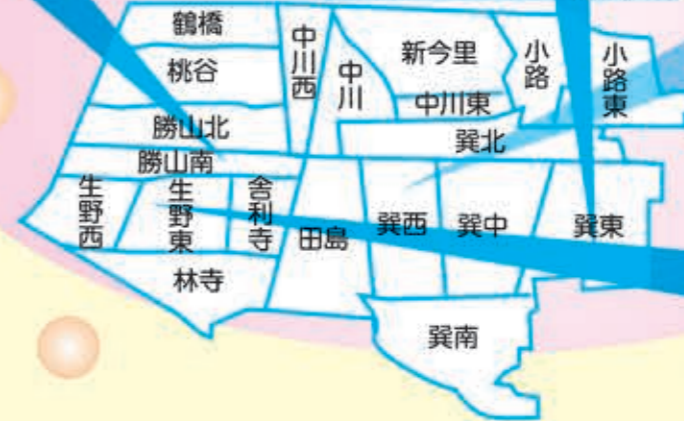 鶴橋
桃谷
勝山北
勝山南
中川西
中川
新今里
中川東
小路
小路東
巽北
生野西
生野東
舎利寺
林寺
田島
巽西
巽中
巽東
巽南